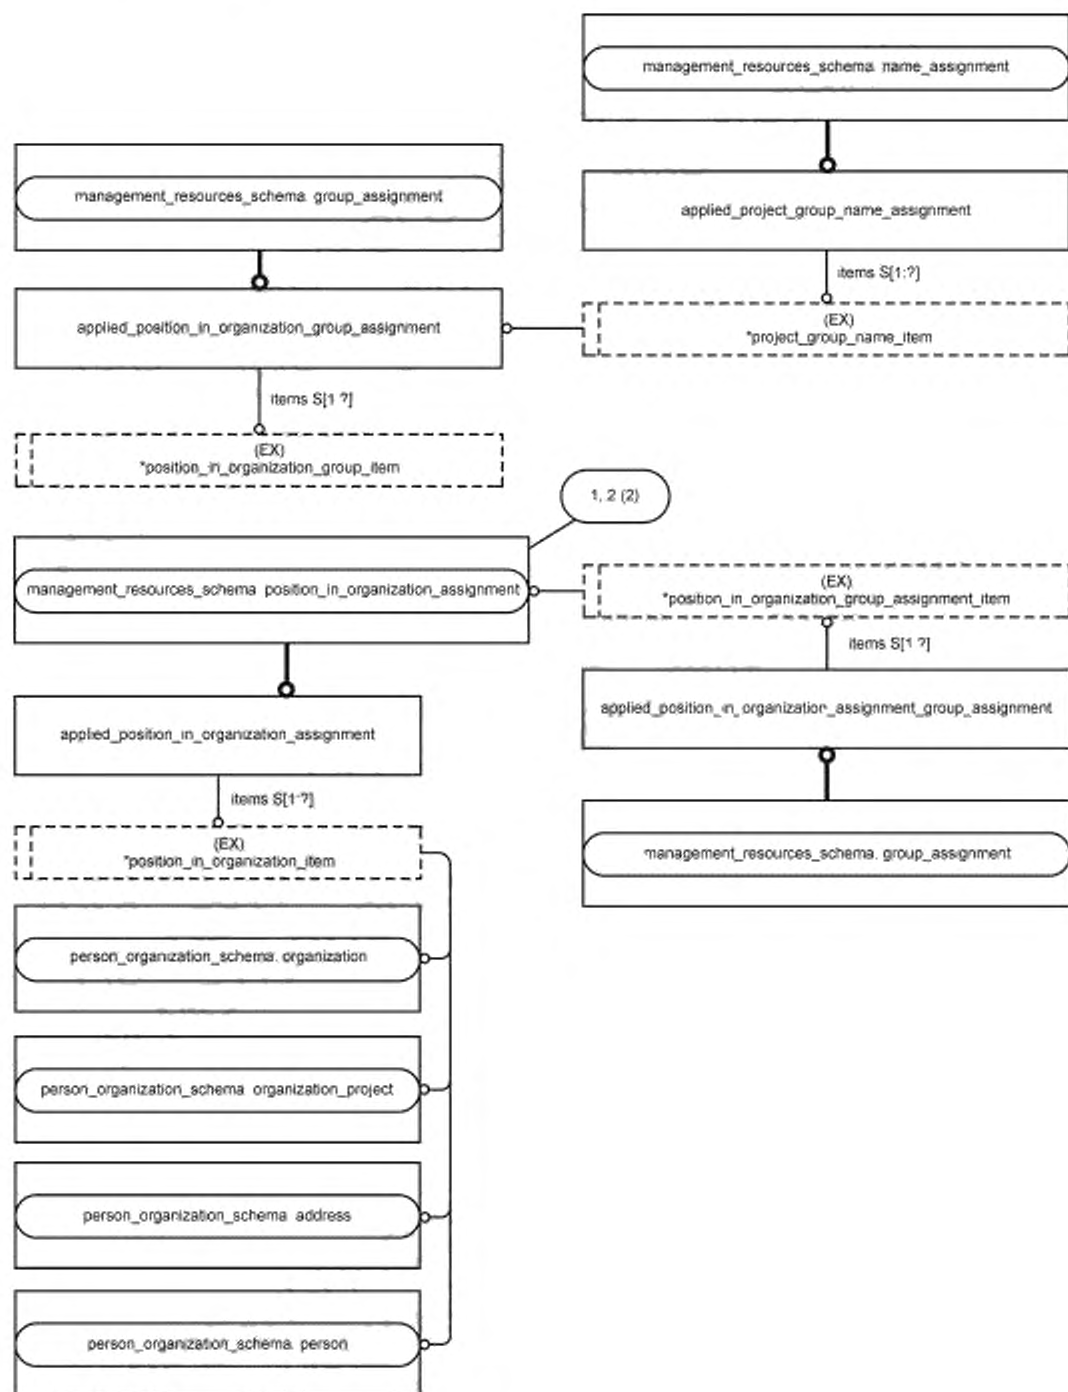 management_resources_schema. name_assignment
management_resources_schema. group_assignment
applied_project_group_name_assignment
items S[1:?]
applied_position_in_organization_group_assignment
(EX)
*project_group_name_item
items S[1 ?]
(EX)
*position_in_organization_group_item
1, 2 (2)
management_resources_schema position_in_organization_assignment
(EX)
*position_in_organization_group_assignment_item
items S[1 ?]
applied_position_in_organization_assignment_group_assignment
applied_position_in_organization_assignment
items S[1:?]
(EX)
*position_in_organization_item
management_resources_schema. group_assignment
person_organization_schema. organization
person_organization_schema organization_project
person_organization_schema address
person_organization_schema. person